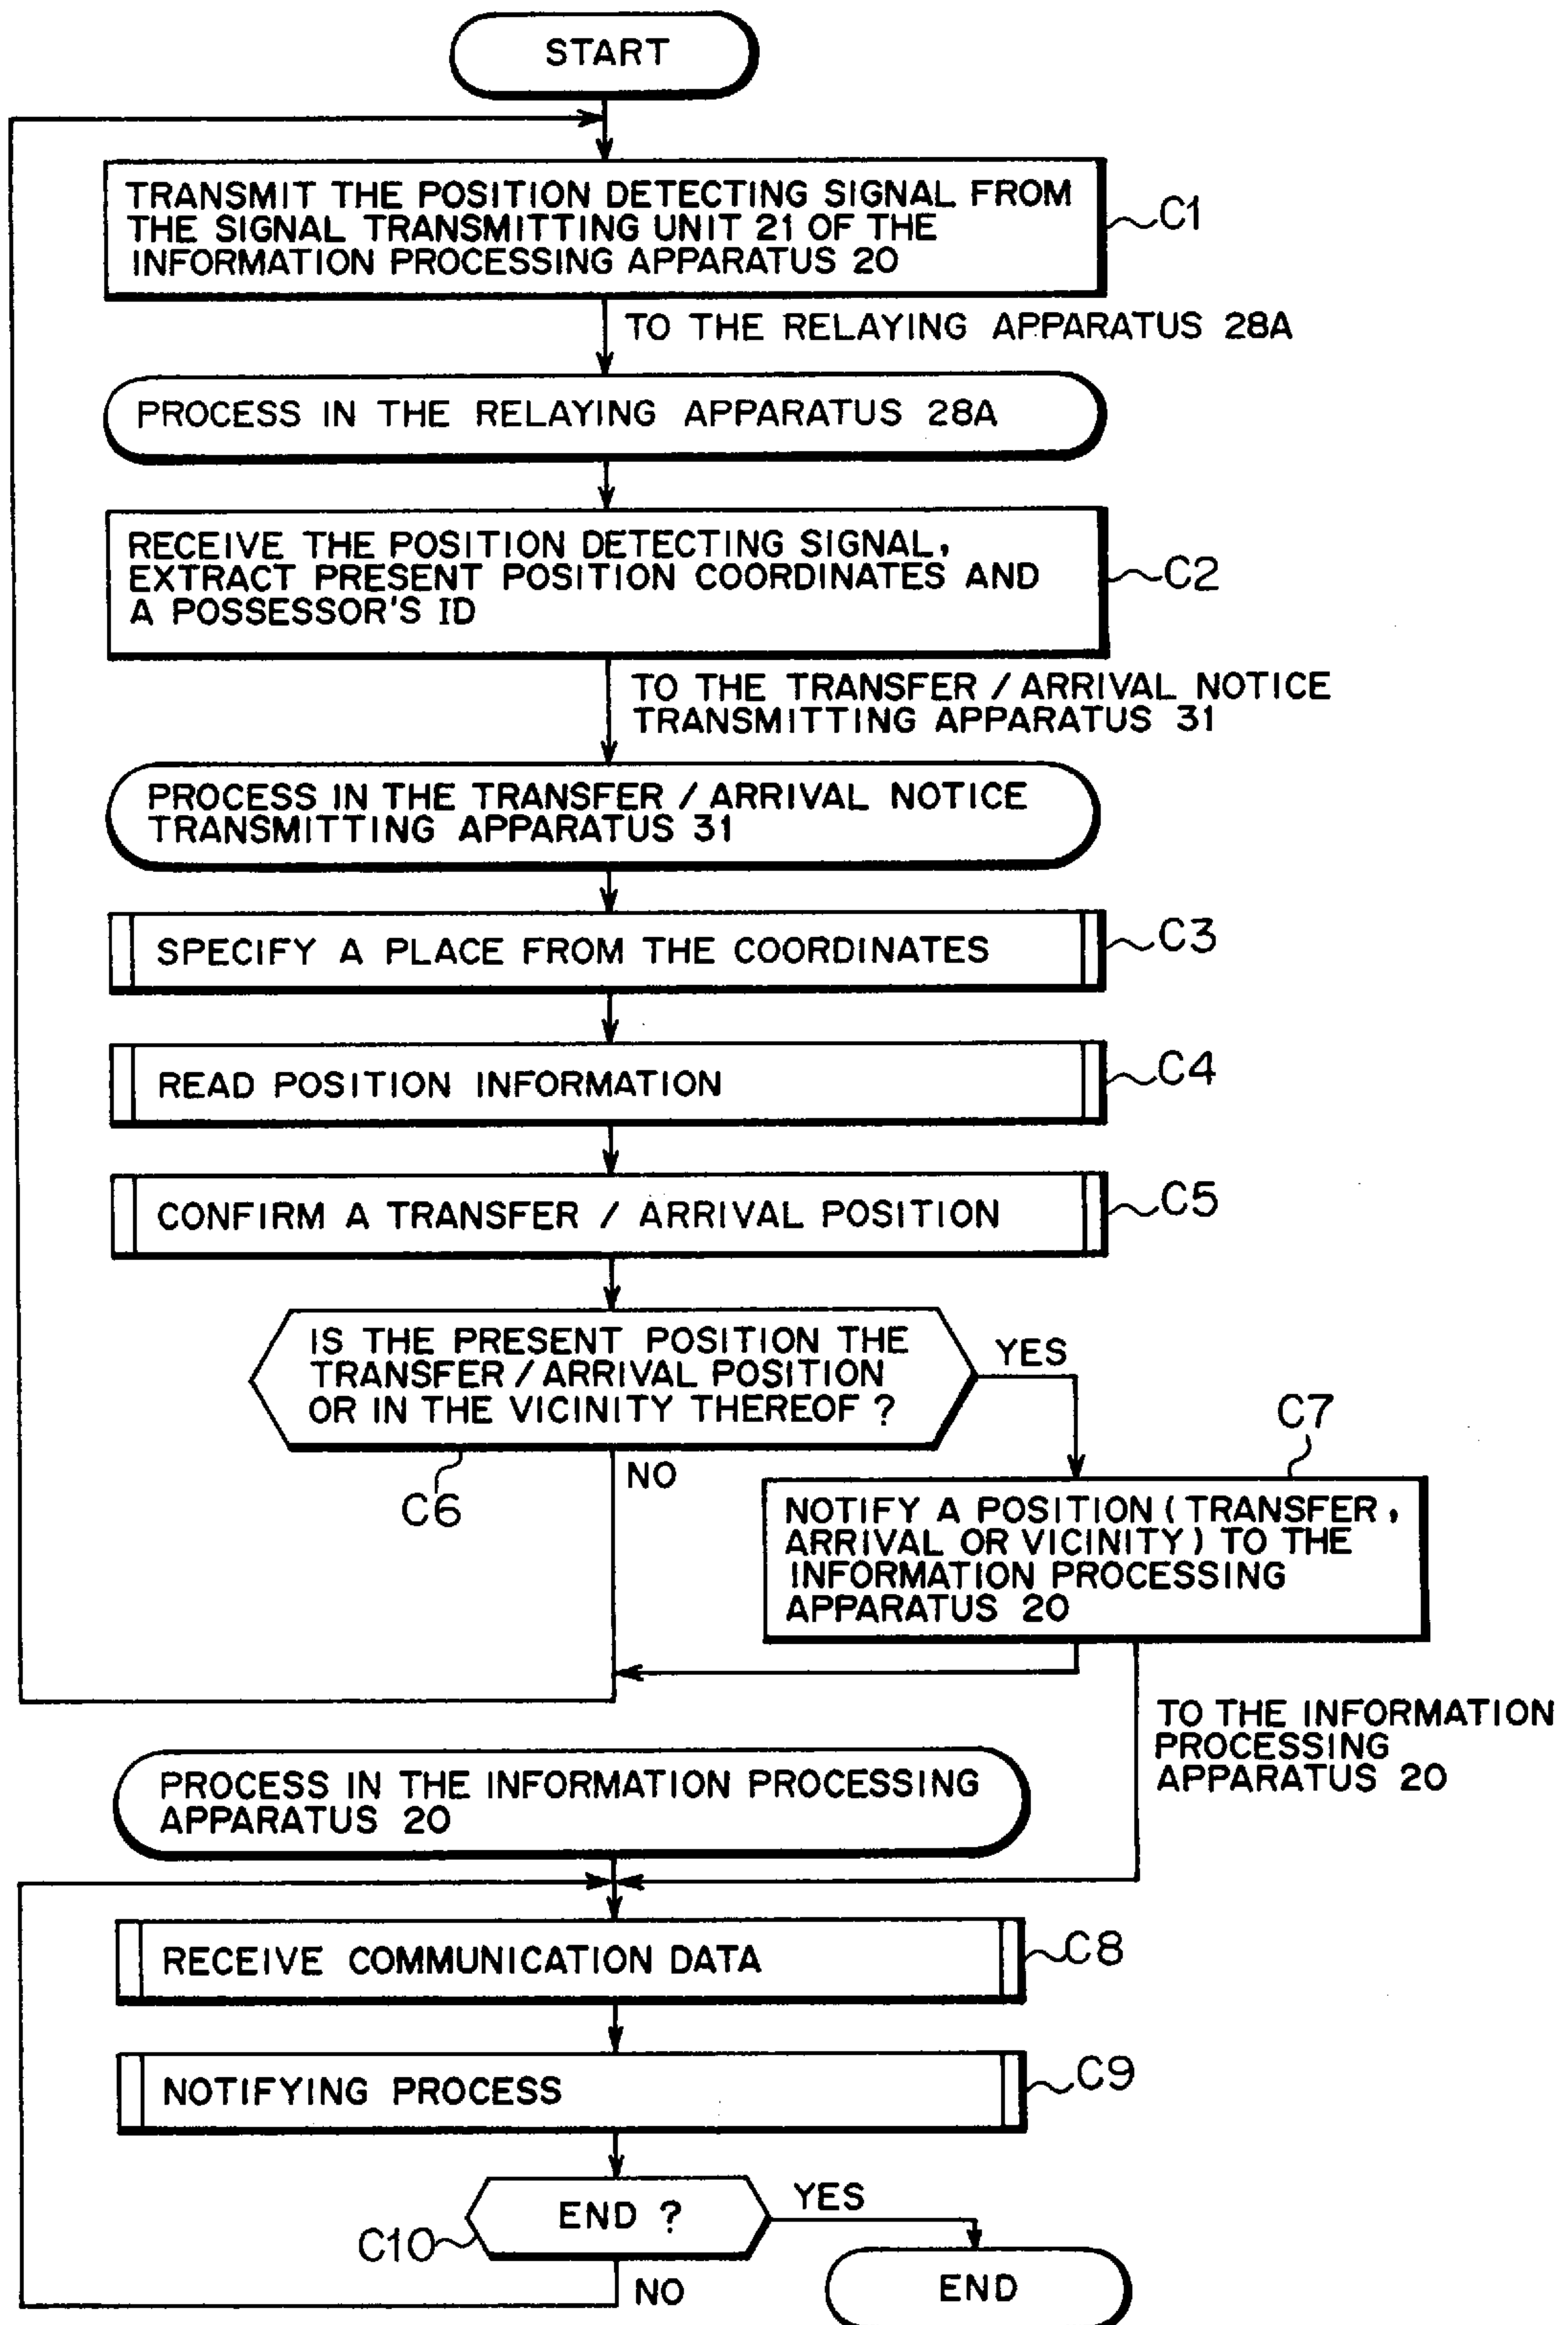 START
TRANSMIT THE POSITION DETECTING SIGNAL FROM
THE SIGNAL TRANSMITTING UNIT 21 OF THE
INFORMATION PROCESSING APPARATUS 20
C1
TO THE RELAYING APPARATUS 28A
PROCESS IN THE RELAYING APPARATUS 28A
RECEIVE THE POSITION DETECTING SIGNAL,
EXTRACT PRESENT POSITION COORDINATES AND
A POSSESSOR'S ID
C2
TO THE TRANSFER / ARRIVAL NOTICE
TRANSMITTING APPARATUS 31
PROCESS IN THE TRANSFER / ARRIVAL NOTICE
TRANSMITTING APPARATUS 31
SPECIFY A PLACE FROM THE COORDINATES
C3
READ POSITION INFORMATION
C4
CONFIRM A TRANSFER / ARRIVAL POSITION
C5
IS THE PRESENT POSITION THE
TRANSFER / ARRIVAL POSITION
OR IN THE VICINITY THEREOF ?
YES
C6
NO
C7
NOTIFY A POSITION ( TRANSFER,
ARRIVAL OR VICINITY ) TO THE
INFORMATION PROCESSING
APPARATUS 20
TO THE INFORMATION
PROCESSING
APPARATUS 20
PROCESS IN THE INFORMATION PROCESSING
APPARATUS 20
RECEIVE COMMUNICATION DATA
C8
NOTIFYING PROCESS
C9
END ?
YES
C10
NO
END